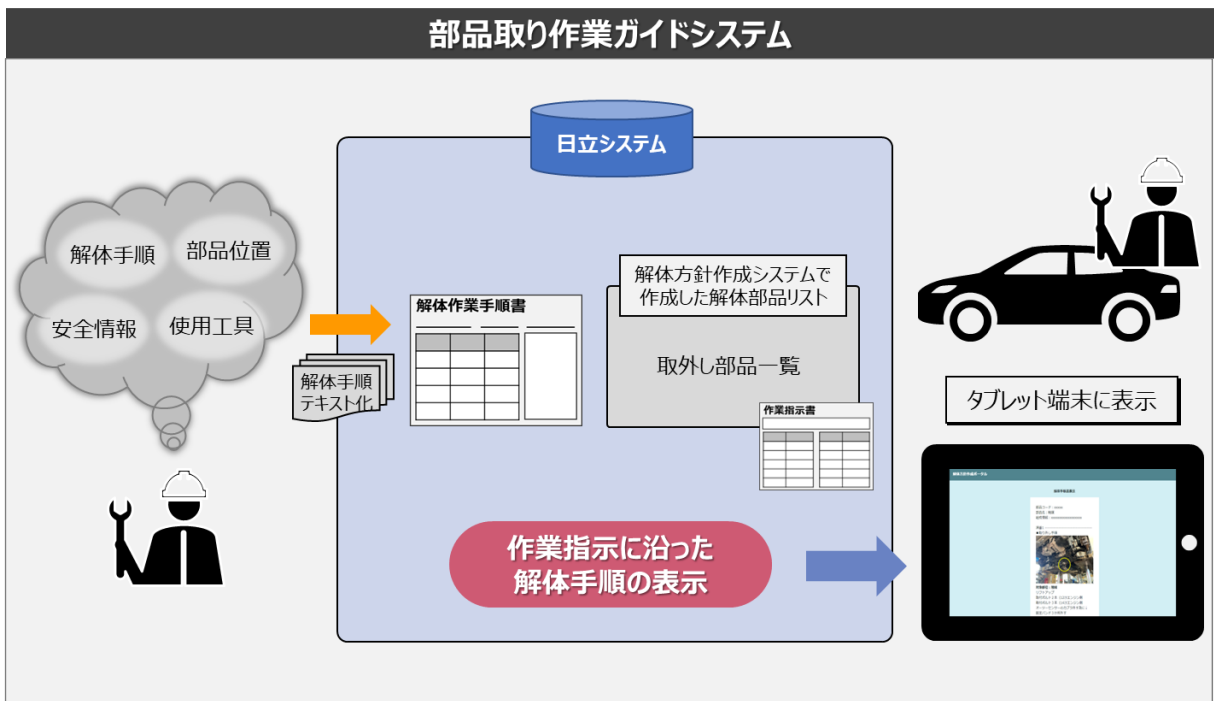 部品取り作業ガイドシステム
日立システム
解体手順
部品位置
安全情報
使用工具
解体手順
テキスト化
解体作業手順書
解体方針作成システムで
作成した解体部品リスト
取外し部品一覧
作業指示書
作業指示に沿った
解体手順の表示
タブレット端末に表示